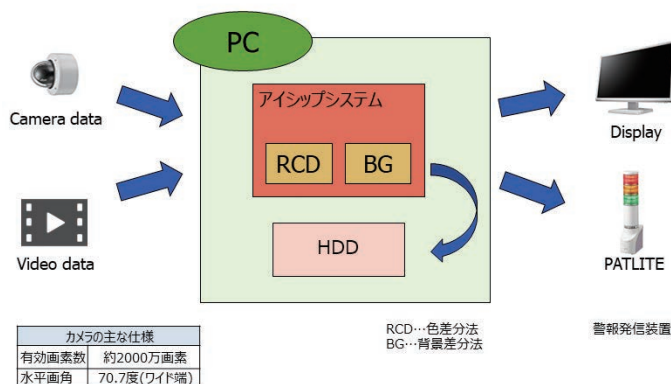 PC
Camera data
アイシップシステム
RCD
BG
Display
Video data
HDD
PATLITE
カメラの主な仕様
有効画素数 約2000万画素
水平画角 70.7度(ワイド端)
RCD…色差分法
BG…背景差分法
警報発信装置